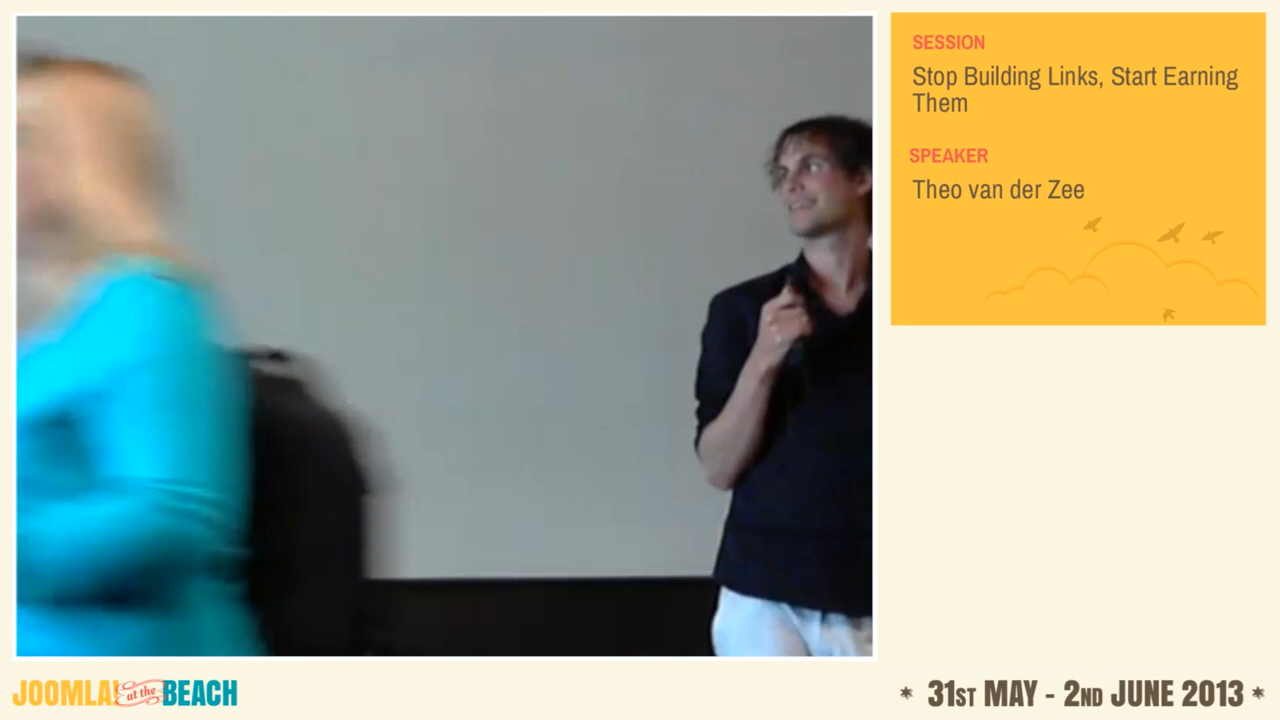 SESSION
Stop Building Links, Start Earning
Them
SPEAKER
Theo van der Zee
JOOMLA! at the BEACH
* 31ST MAY - 2ND JUNE 2013 *